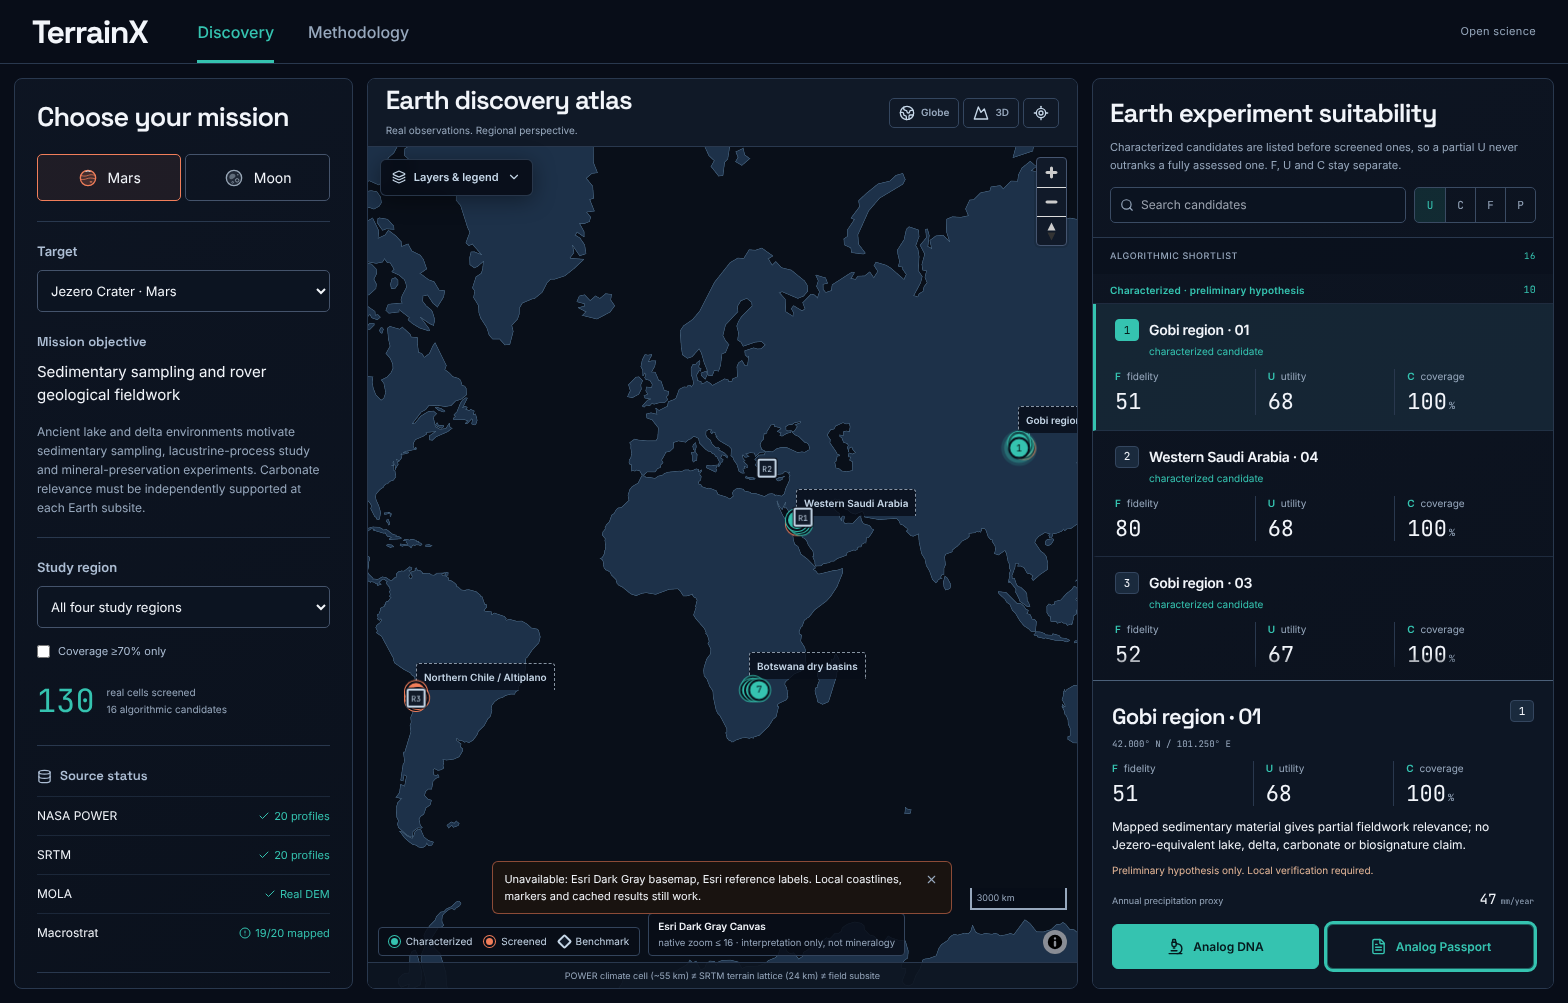 TerrainX
Discovery
Methodology
Open science
Choose your mission
Mars
Moon
Target
Jezero Crater · Mars
Mission objective
Sedimentary sampling and rover
geological fieldwork
Ancient lake and delta environments motivate
sedimentary sampling, lacustrine-process study
and mineral-preservation experiments. Carbonate
relevance must be independently supported at
each Earth subsite.
Study region
All four study regions
Coverage ≥70% only
130
real cells screened
16 algorithmic candidates
Source status
NASA POWER
20 profiles
SRTM
20 profiles
MOLA
Real DEM
Macrostrat
19/20 mapped
Earth discovery atlas
Real observations. Regional perspective.
Globe
3D
Layers & legend
Gobi region
1
R2
Western Saudi Arabia
R1
Botswana dry basins
7
Northern Chile / Altiplano
R3
Unavailable: Esri Dark Gray basemap, Esri reference labels. Local coastlines,
markers and cached results still work.
3000 km
Characterized
Screened
Benchmark
Esri Dark Gray Canvas
native zoom ≤ 16 · interpretation only, not mineralogy
POWER climate cell (~55 km) ≠ SRTM terrain lattice (24 km) ≠ field subsite
Earth experiment suitability
Characterized candidates are listed before screened ones, so a partial U never
outranks a fully assessed one. F, U and C stay separate.
Search candidates
U C F P
ALGORITHMIC SHORTLIST
16
Characterized · preliminary hypothesis
10
1 Gobi region · 01
characterized candidate
F fidelity U utility C coverage
51 68 100%
2 Western Saudi Arabia · 04
characterized candidate
F fidelity U utility C coverage
80 68 100%
3 Gobi region · 03
characterized candidate
F fidelity U utility C coverage
52 67 100%
Gobi region · 01
1
42.000° N / 101.250° E
F fidelity U utility C coverage
51 68 100%
Mapped sedimentary material gives partial fieldwork relevance; no
Jezero-equivalent lake, delta, carbonate or biosignature claim.
Preliminary hypothesis only. Local verification required.
Annual precipitation proxy
47 mm/year
Analog DNA
Analog Passport